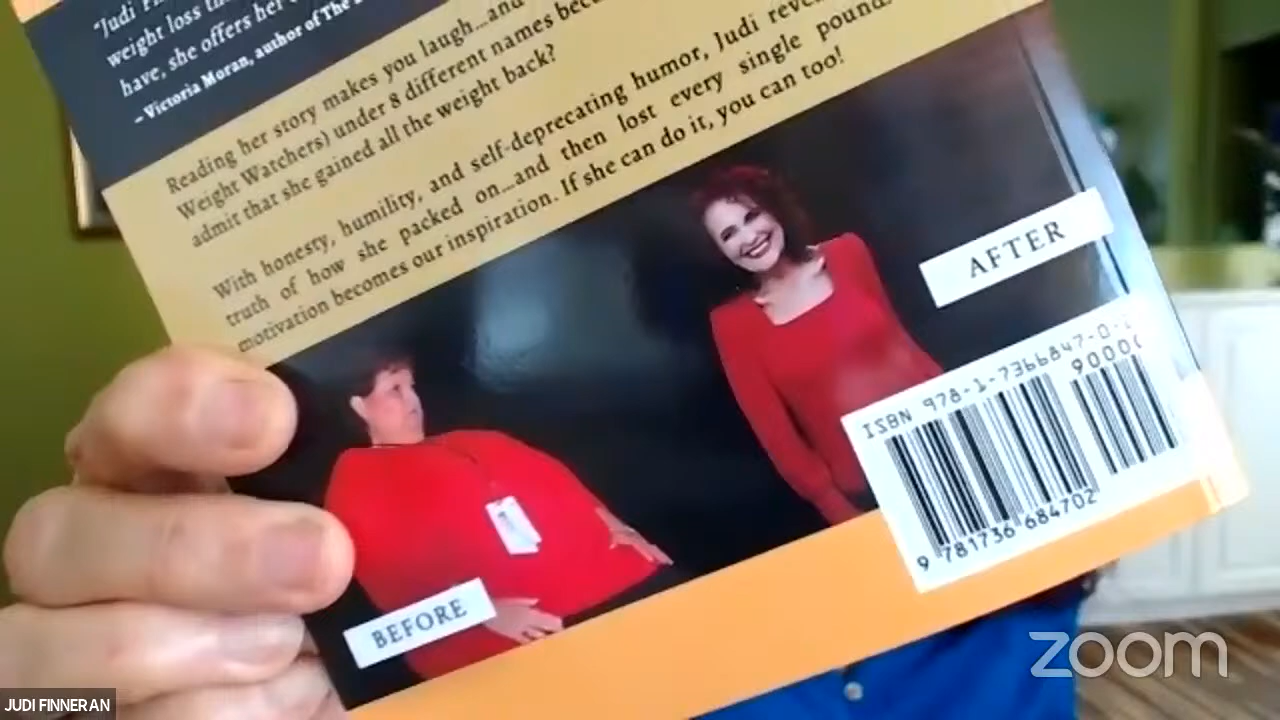 "Judi
weight loss
have, she offers her
– Victoria Moran, author of The
Reading her story makes you laugh...and
Weight Watchers) under 8 different names
admit that she gained all the weight back?
With honesty, humility, and self-deprecating humor, Judi
truth of how she packed on...and then lost every single pound.
motivation becomes our inspiration. If she can do it, you can too!
AFTER
ISBN 978-1-7366847-0-
90000
9 781736 684702
BEFORE
zoom
JUDI FINNERAN